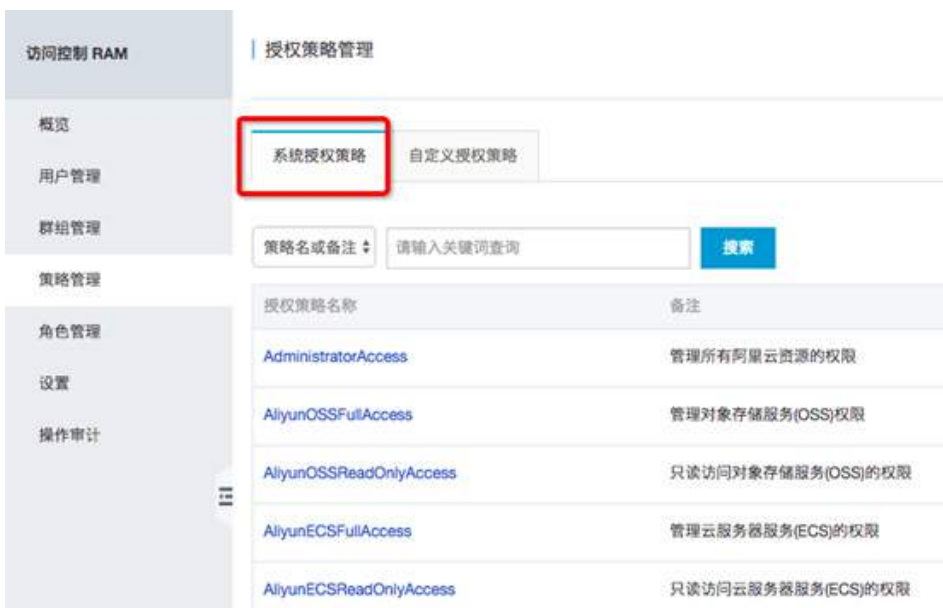 访问控制 RAM
授权策略管理
概览
用户管理
群组管理
策略管理
角色管理
设置
操作审计
系统授权策略 自定义授权策略
策略名或备注 请输入关键词查询 搜索
授权策略名称 备注
AdministratorAccess 管理所有阿里云资源的权限
AliyunOSSFullAccess 管理对象存储服务(OSS)权限
AliyunOSSReadOnlyAccess 只读访问对象存储服务(OSS)的权限
AliyunECSFullAccess 管理云服务器服务(ECS)的权限
AliyunECSReadOnlyAccess 只读访问云服务器服务(ECS)的权限